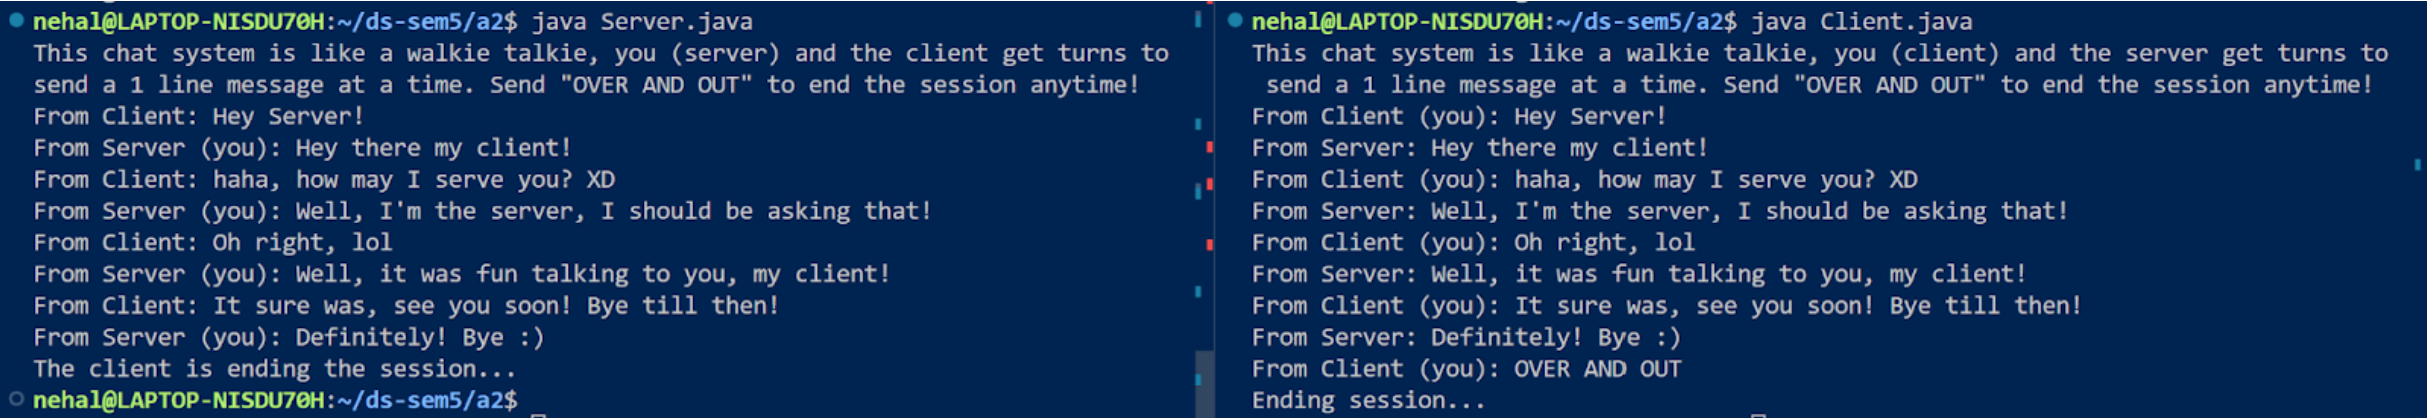 nehal@LAPTOP-NISDU70H:~/ds-sem5/a2$ java Server.java
This chat system is like a walkie talkie, you (server) and the client get turns to
send a 1 line message at a time. Send "OVER AND OUT" to end the session anytime!
From Client: Hey Server!
From Server (you): Hey there my client!
From Client: haha, how may I serve you? XD
From Server (you): Well, I'm the server, I should be asking that!
From Client: Oh right, lol
From Server (you): Well, it was fun talking to you, my client!
From Client: It sure was, see you soon! Bye till then!
From Server (you): Definitely! Bye :)
The client is ending the session...
nehal@LAPTOP-NISDU70H:~/ds-sem5/a2$
nehal@LAPTOP-NISDU70H:~/ds-sem5/a2$ java Client.java
This chat system is like a walkie talkie, you (client) and the server get turns to
send a 1 line message at a time. Send "OVER AND OUT" to end the session anytime!
From Client (you): Hey Server!
From Server: Hey there my client!
From Client (you): haha, how may I serve you? XD
From Server: Well, I'm the server, I should be asking that!
From Client (you): Oh right, lol
From Server: Well, it was fun talking to you, my client!
From Client (you): It sure was, see you soon! Bye till then!
From Server: Definitely! Bye :)
From Client (you): OVER AND OUT
Ending session...